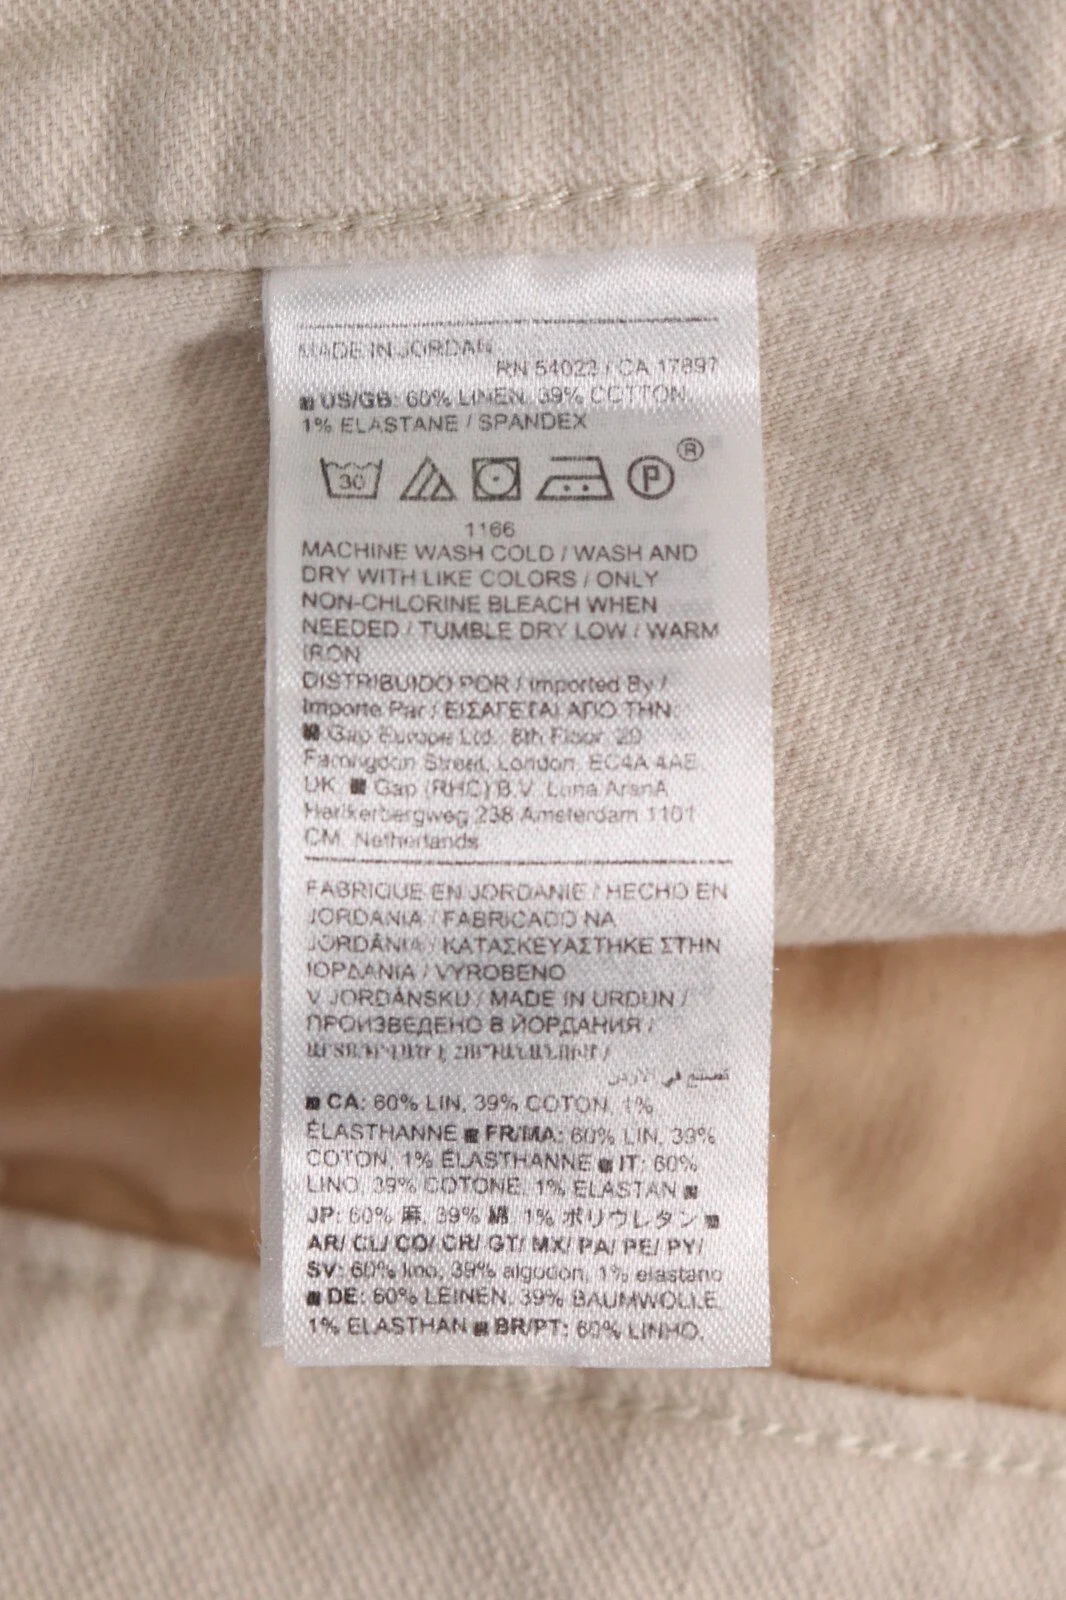 MADE IN JORDAN
RN 54023 / CA 17897
US/GB: 60% LINEN, 39% COTTON,
1% ELASTANE / SPANDEX
30
P ®
1166
MACHINE WASH COLD / WASH AND
DRY WITH LIKE COLORS / ONLY
NON-CHLORINE BLEACH WHEN
NEEDED / TUMBLE DRY LOW / WARM
IRON
DISTRIBUIDO POR / Imported By /
Importe Par / ΕΙΣΑΓΕΤΑΙ ΑΠΟ ΤΗΝ
Gap Europe Ltd., 8th Floor, 20
Farringdon Street, London, EC4A 4AB,
UK. Gap (RHC) B.V. Luna ArenA
Herikerbergweg 238 Amsterdam 1101
CM, Netherlands
FABRIQUE EN JORDANIE / HECHO EN
JORDANIA / FABRICADO NA
JORDÂNIA / ΚΑΤΑΣΚΕΥΑΣΤΗΚΕ ΣΤΗΝ
ΙΟΡΔΑΝΙΑ / VYROBENO
V JORDÁNSKU / MADE IN URDUN /
ПРОИЗВЕДЕНО В ЙОРДАНИЯ /
تصنيع في الأردن
CA: 60% LIN, 39% COTON, 1%
ÉLASTHANNE FR/MA: 60% LIN, 39%
COTON, 1% ÉLASTHANNE IT: 60%
LINO, 39% COTONE, 1% ELASTAN
JP: 60% 麻, 39% 綿, 1% ポリウレタン
AR/ CL/ CO/ CR/ GT/ MX/ PA/ PE/ PY/
SV: 60% lino, 39% algodon, 1% elastano
DE: 60% LEINEN, 39% BAUMWOLLE,
1% ELASTHAN BR/PT: 60% LINHO,